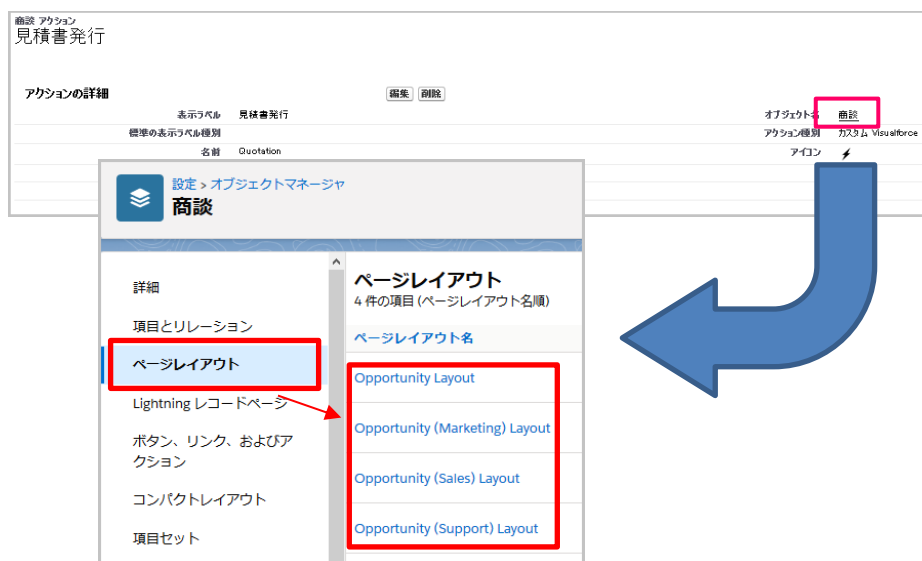 商談 アクション
見積書発行
アクションの詳細
編集 削除
表示ラベル 見積書発行
オブジェクト名 商談
標準の表示ラベル種別
アクション種別 カスタム Visualforce
名前 Quotation
アイコン
設定 > オブジェクトマネージャ
商談
詳細
項目とリレーション
ページレイアウト
Lightning レコードページ
ボタン、リンク、およびア
クション
コンパクトレイアウト
項目セット
ページレイアウト
4 件の項目 (ページレイアウト名順)
ページレイアウト名
Opportunity Layout
Opportunity (Marketing) Layout
Opportunity (Sales) Layout
Opportunity (Support) Layout